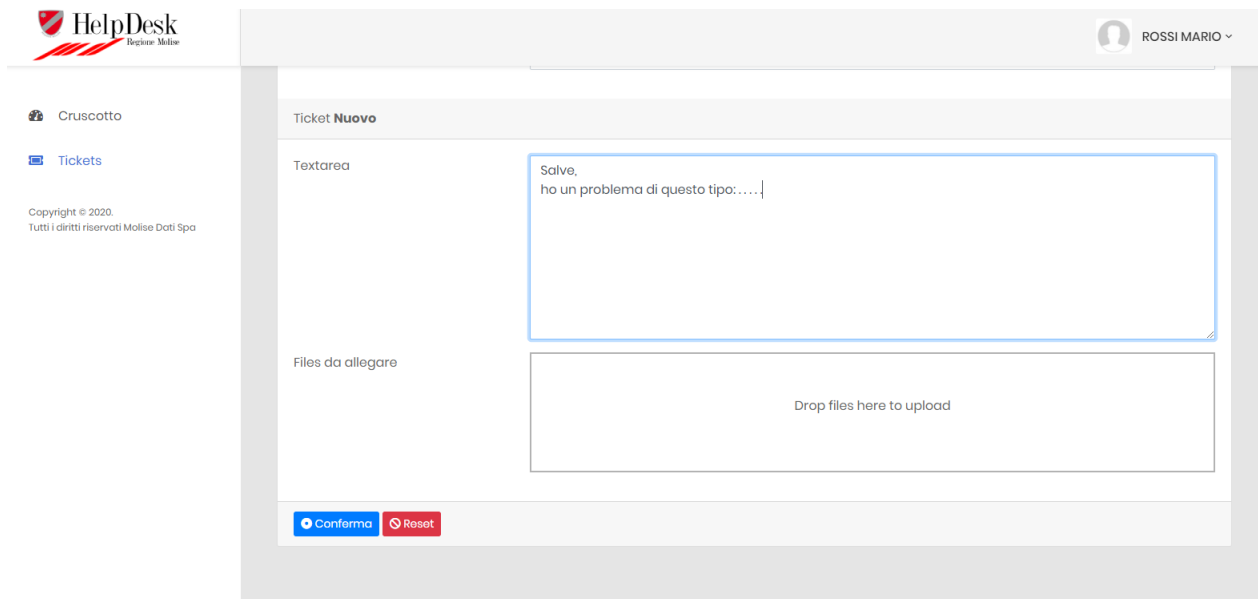 HelpDesk
Regione Molise
ROSSI MARIO
Cruscotto
Tickets
Copyright © 2020.
Tutti i diritti riservati Molise Dati Spa
Ticket Nuovo
Textarea
Salve,
ho un problema di questo tipo: . . . . .
Files da allegare
Drop files here to upload
Conferma
Reset